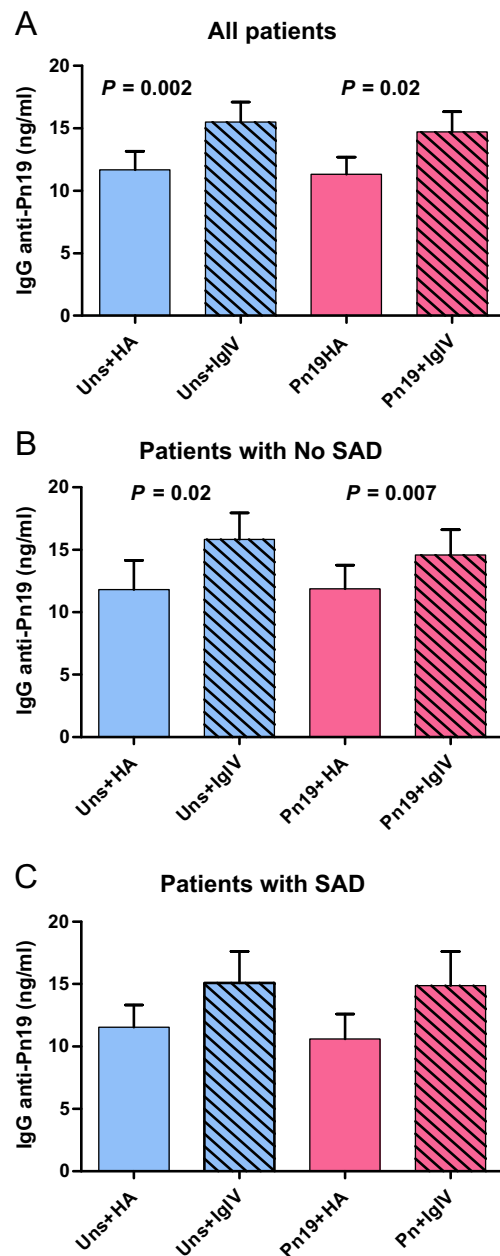 A
All patients
IgG anti-Pn19 (ng/ml)
20
15
10
5
0
P = 0.002
P = 0.02
Uns+HA
Uns+IgIV
Pn19HA
Pn19+IgIV
B
Patients with No SAD
IgG anti-Pn19 (ng/ml)
20
15
10
5
0
P = 0.02
P = 0.007
Uns+HA
Uns+IgIV
Pn19+HA
Pn19+IgIV
C
Patients with SAD
IgG anti-Pn19 (ng/ml)
20
15
10
5
0
Uns+HA
Uns+IgIV
Pn19+HA
Pn+IgIV